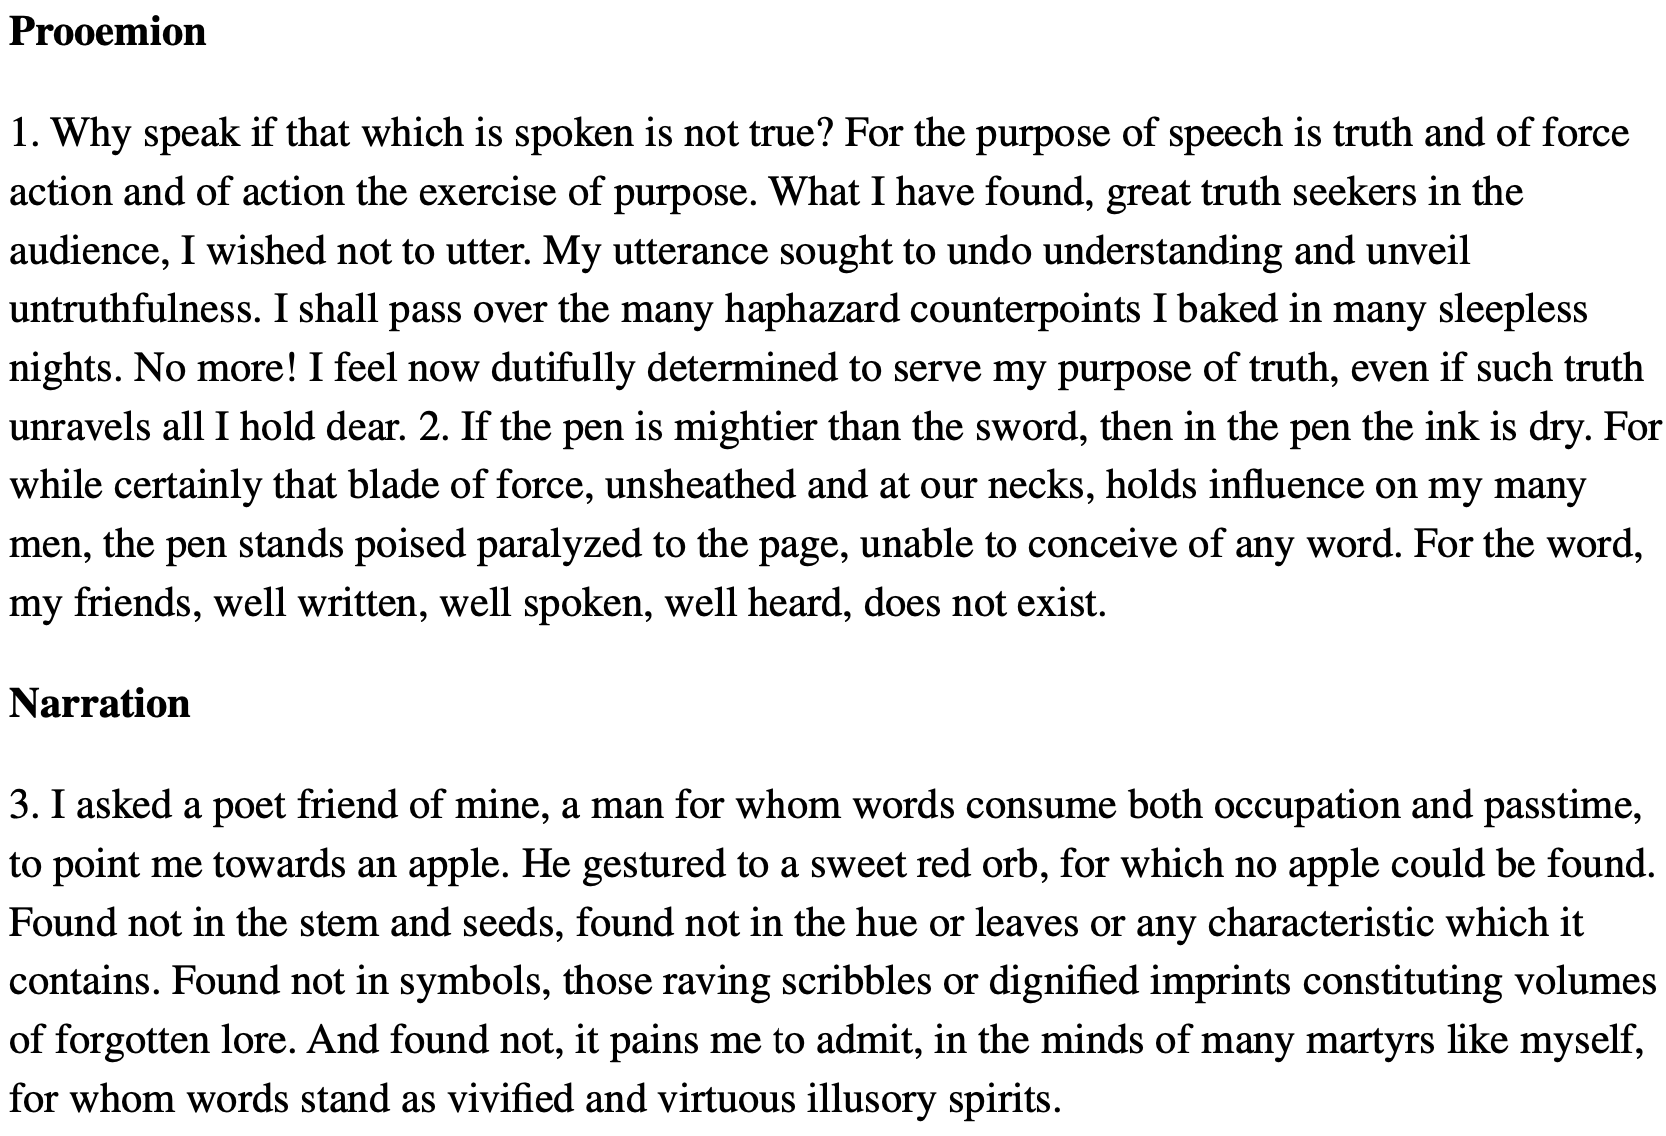 Prooemion
1. Why speak if that which is spoken is not true? For the purpose of speech is truth and of force
action and of action the exercise of purpose. What I have found, great truth seekers in the
audience, I wished not to utter. My utterance sought to undo understanding and unveil
untruthfulness. I shall pass over the many haphazard counterpoints I baked in many sleepless
nights. No more! I feel now dutifully determined to serve my purpose of truth, even if such truth
unravels all I hold dear. 2. If the pen is mightier than the sword, then in the pen the ink is dry. For
while certainly that blade of force, unsheathed and at our necks, holds influence on my many
men, the pen stands poised paralyzed to the page, unable to conceive of any word. For the word,
my friends, well written, well spoken, well heard, does not exist.
Narration
3. I asked a poet friend of mine, a man for whom words consume both occupation and passtime,
to point me towards an apple. He gestured to a sweet red orb, for which no apple could be found.
Found not in the stem and seeds, found not in the hue or leaves or any characteristic which it
contains. Found not in symbols, those raving scribbles or dignified imprints constituting volumes
of forgotten lore. And found not, it pains me to admit, in the minds of many martyrs like myself,
for whom words stand as vivified and virtuous illusory spirits.